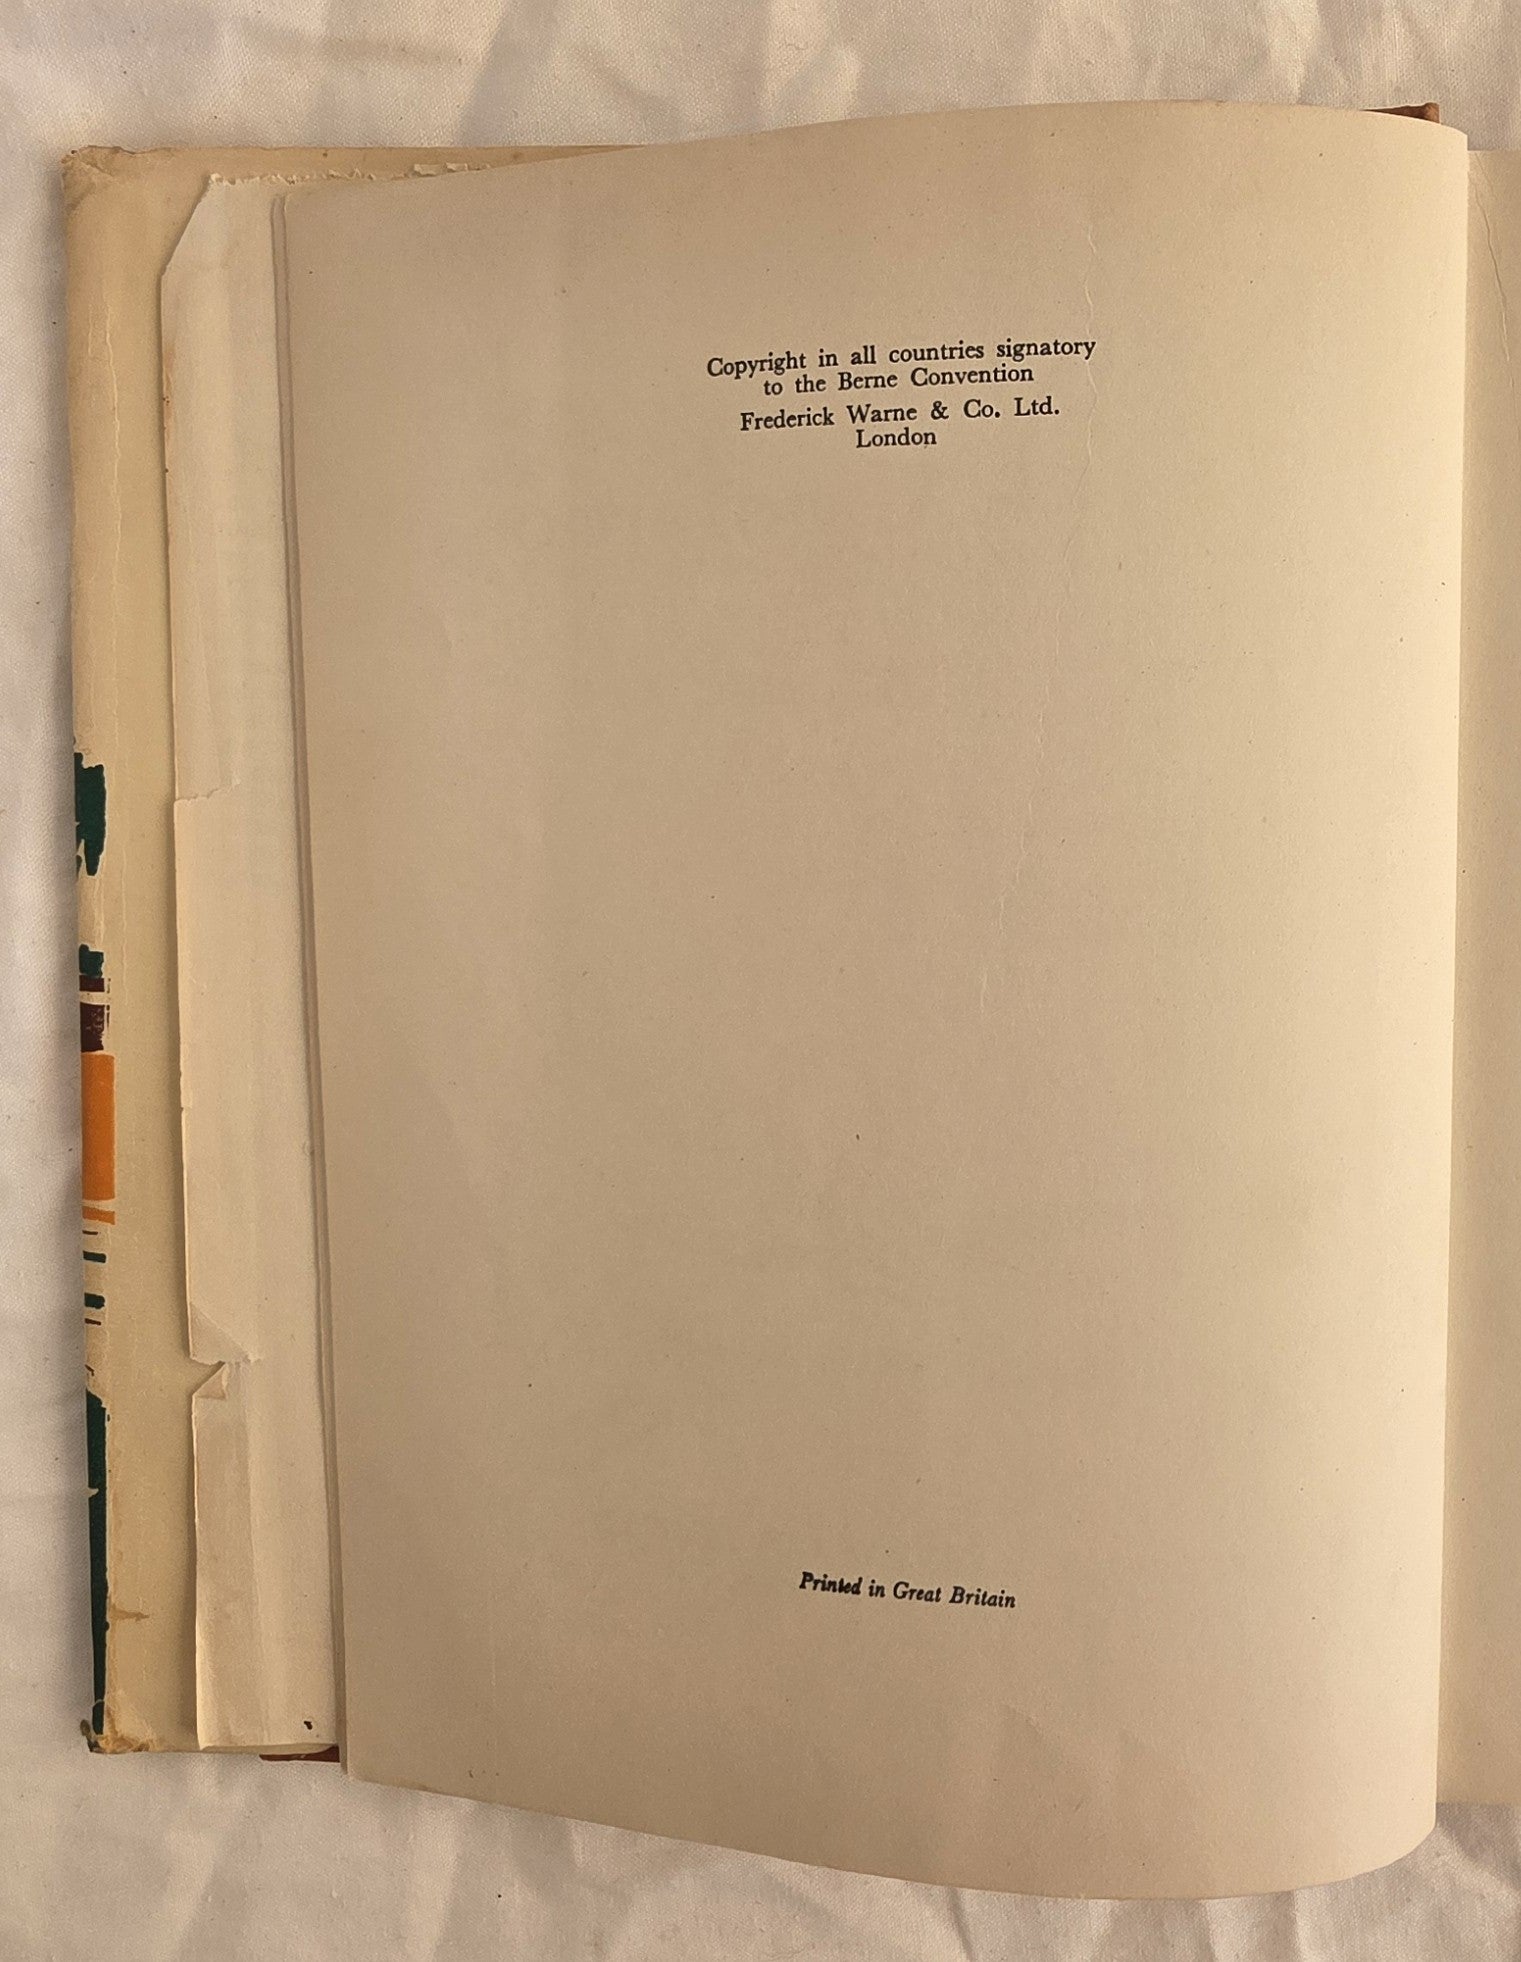 Copyright in all countries signatory
to the Berne Convention
Frederick Warne & Co. Ltd.
London
Printed in Great Britain